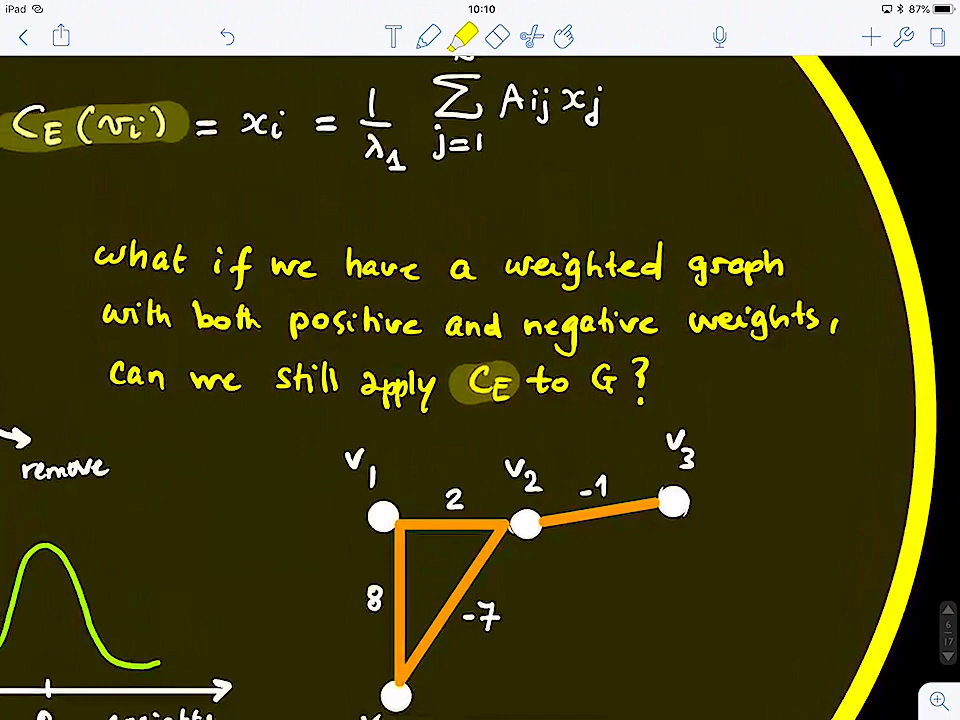 iPad 10:10 87%
T
C_E (v_i) = x_i = 1/λ_1 ∑ j=1 A_ij x_j
what if we have a weighted graph
with both positive and negative weights,
can we still apply C_E to G?
remove
v_1 v_2 v_3
2 -1
8 -7
6
17